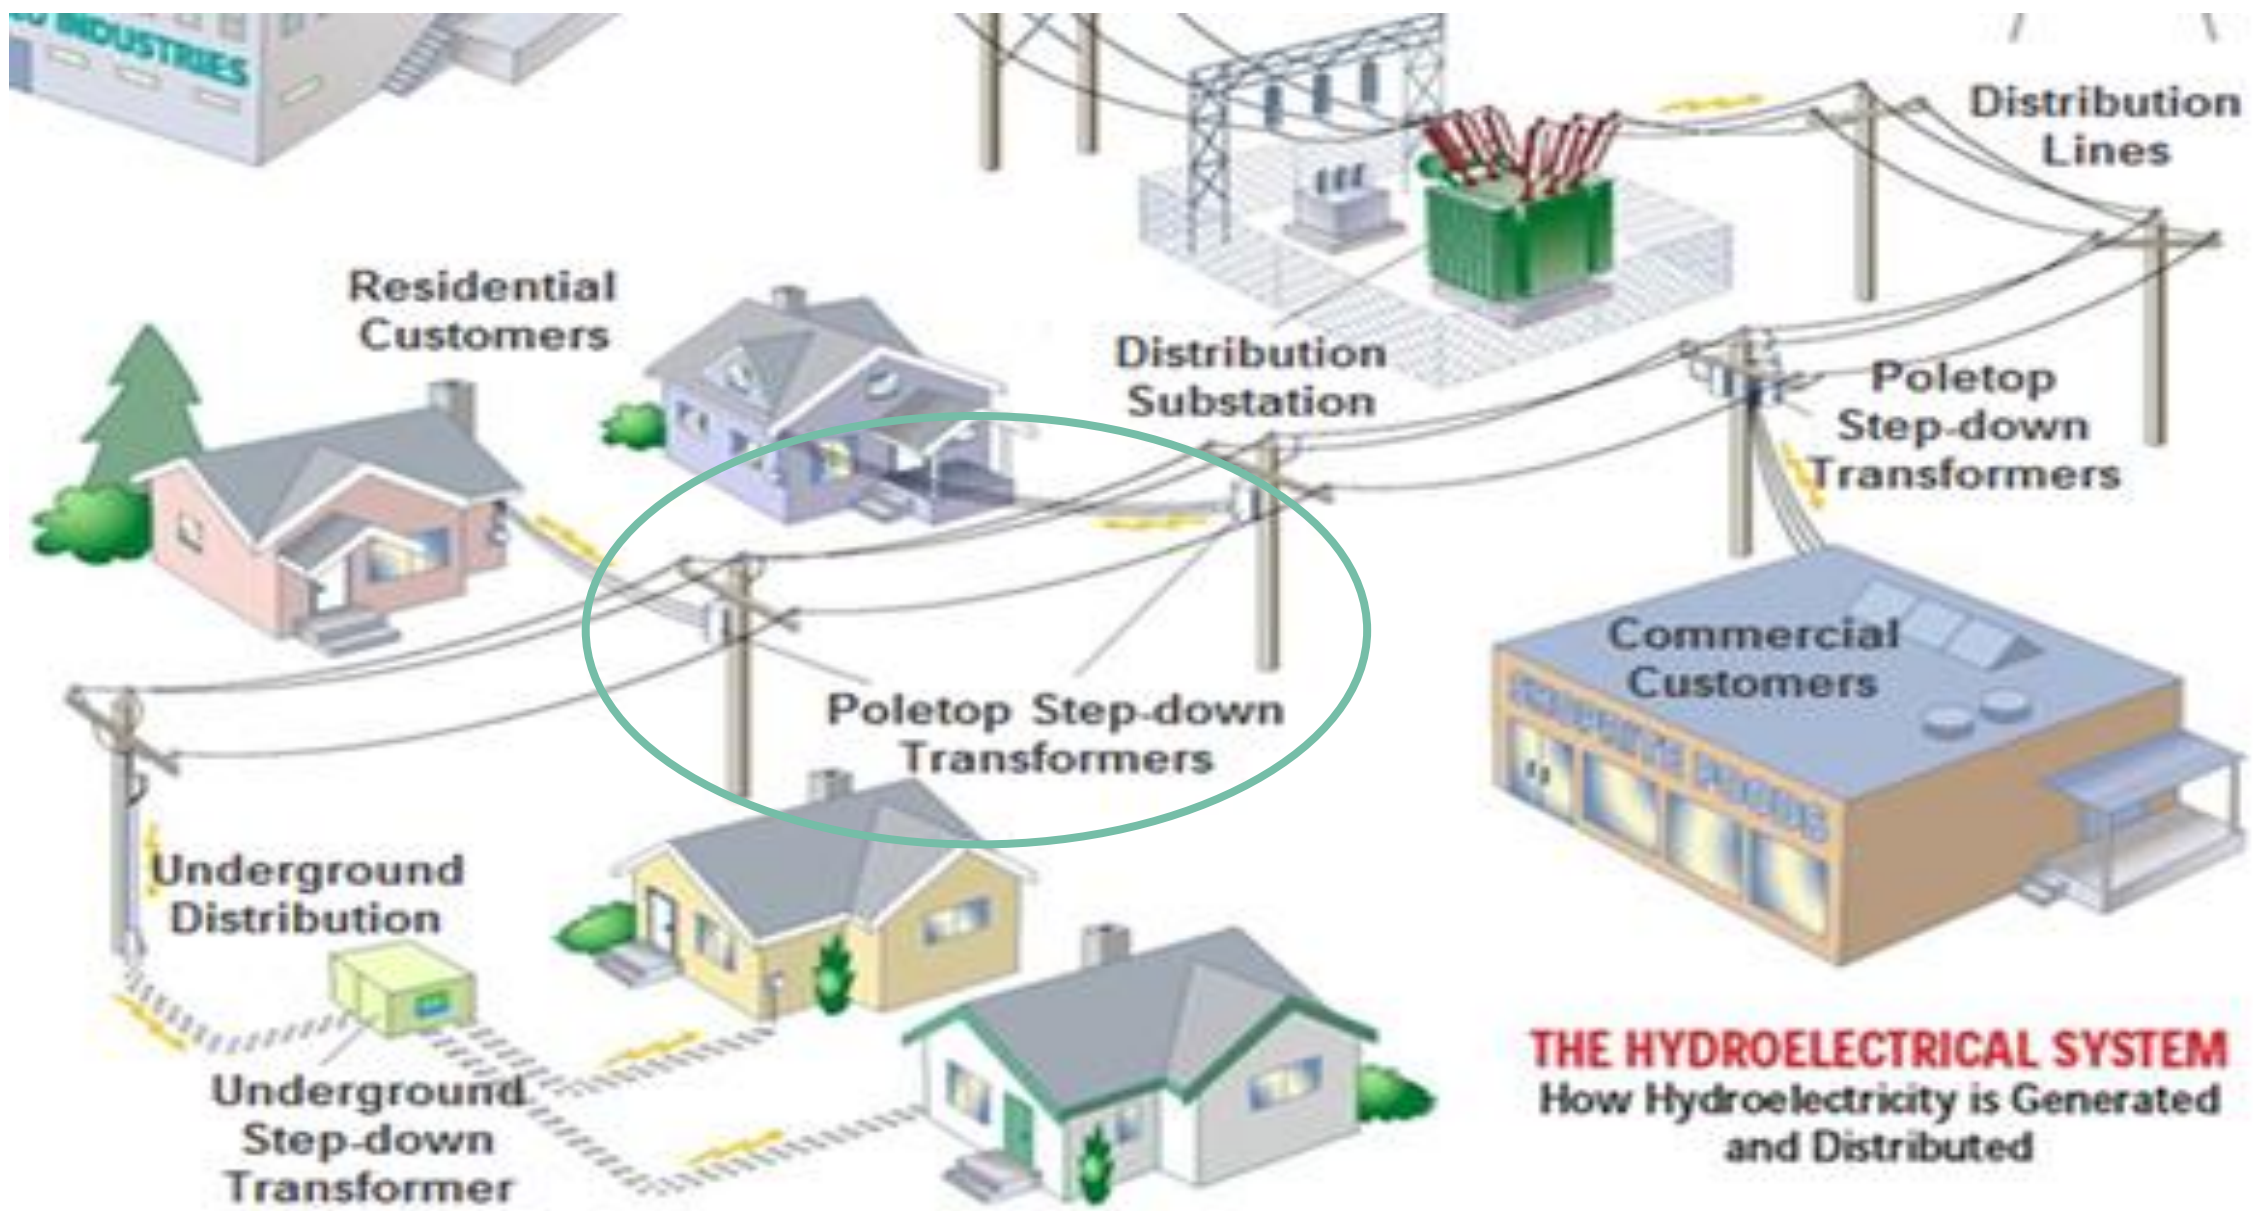 INDUSTRIES
Distribution
Lines
Residential
Customers
Distribution
Substation
Poletop
Step-down
Transformers
Commercial
Customers
Poletop Step-down
Transformers
Underground
Distribution
Underground
Step-down
Transformer
THE HYDROELECTRICAL SYSTEM
How Hydroelectricity is Generated
and Distributed